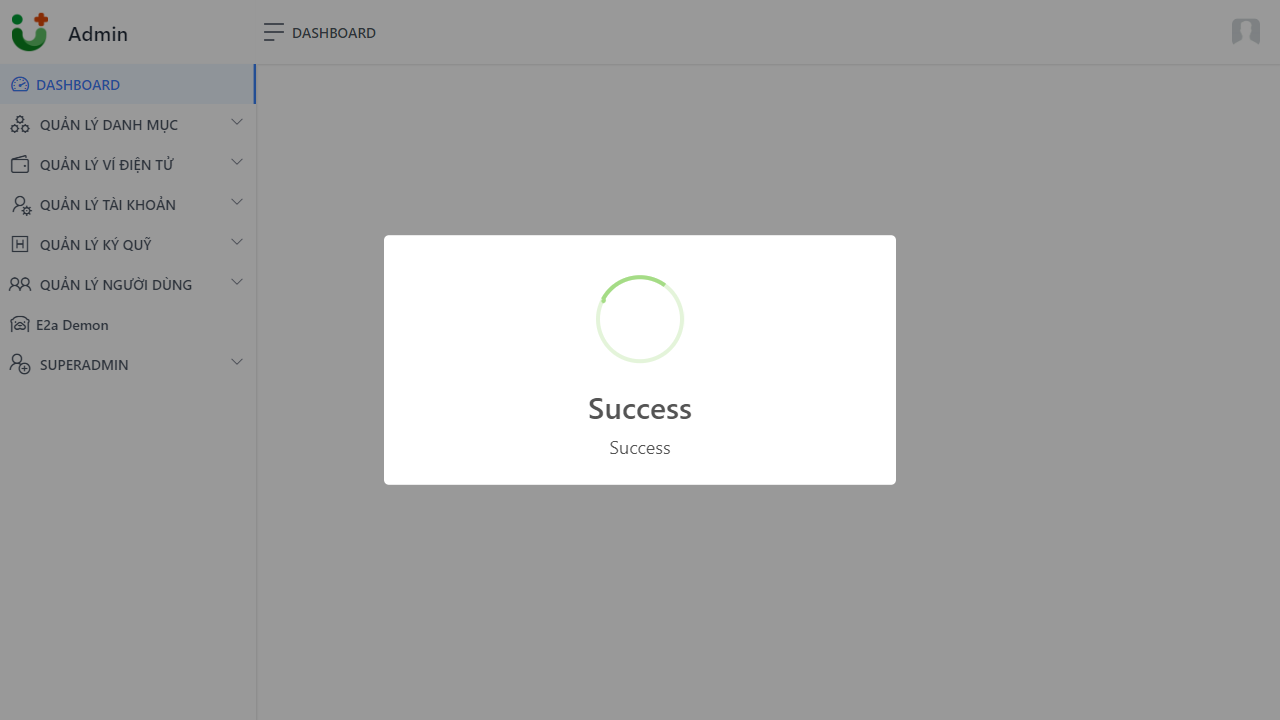 Admin
DASHBOARD
DASHBOARD
QUẢN LÝ DANH MỤC
QUẢN LÝ VÍ ĐIỆN TỬ
QUẢN LÝ TÀI KHOẢN
QUẢN LÝ KÝ QUỸ
QUẢN LÝ NGƯỜI DÙNG
E2a Demon
SUPERADMIN
Success
Success